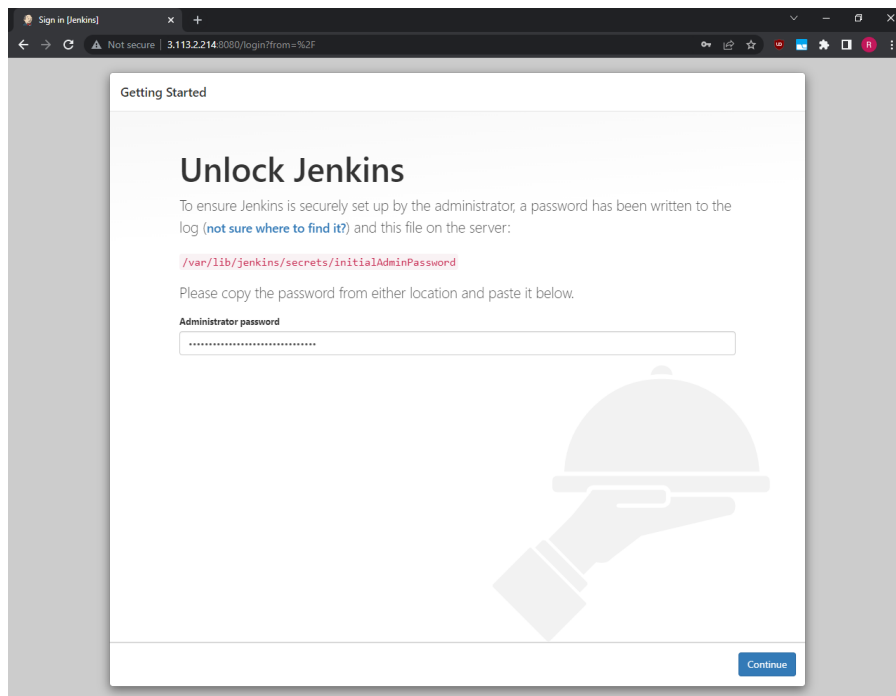 Sign in [Jenkins]
Not secure | 3.113.2.214:8080/login?from=%2F
R
Getting Started
Unlock Jenkins
To ensure Jenkins is securely set up by the administrator, a password has been written to the
log (not sure where to find it?) and this file on the server:
/var/lib/jenkins/secrets/initialAdminPassword
Please copy the password from either location and paste it below.
Administrator password
Continue